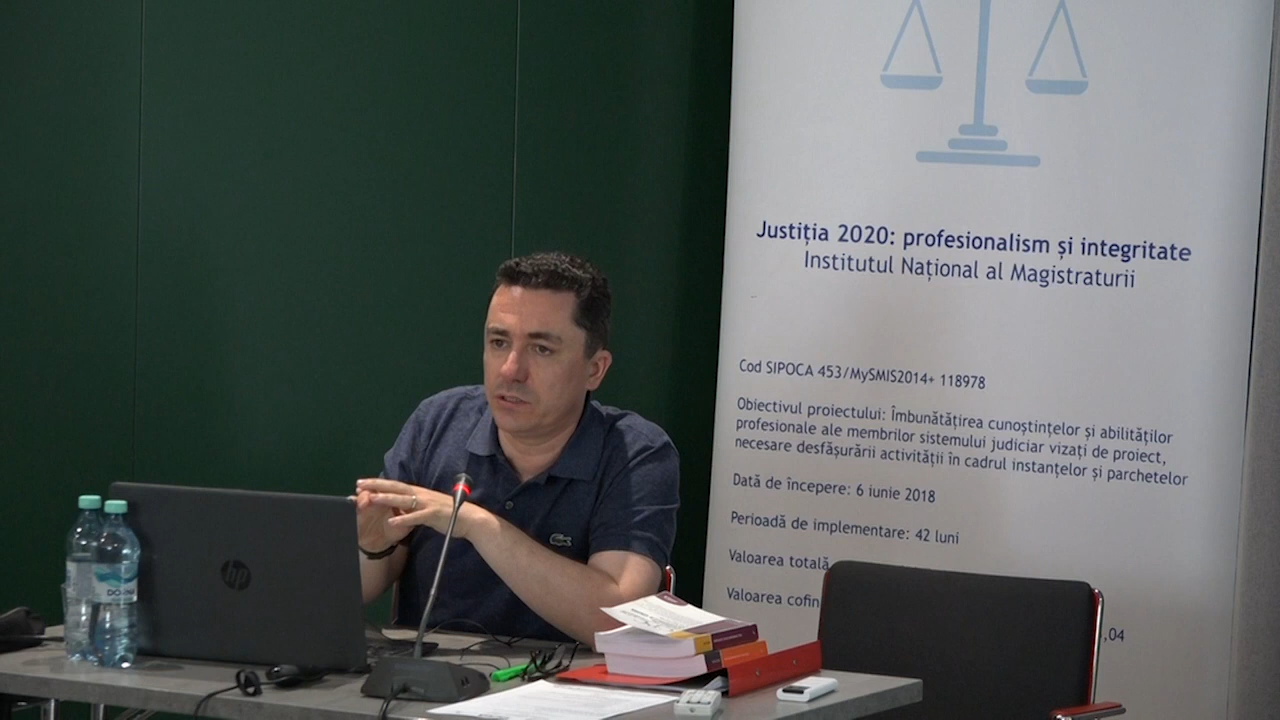 Justiția 2020: profesionalism și integritate
Institutul Național al Magistraturii
Cod SIPOCA 453/MySMIS2014+ 118978
Obiectivul proiectului: Îmbunătățirea cunoștințelor și abilităților
profesionale ale membrilor sistemului judiciar vizați de proiect,
necesare desfășurării activității în cadrul instanțelor și parchetelor
Dată de începere: 6 iunie 2018
Perioadă de implementare: 42 luni
Valoarea totală
Valoarea cofin
,04
hp